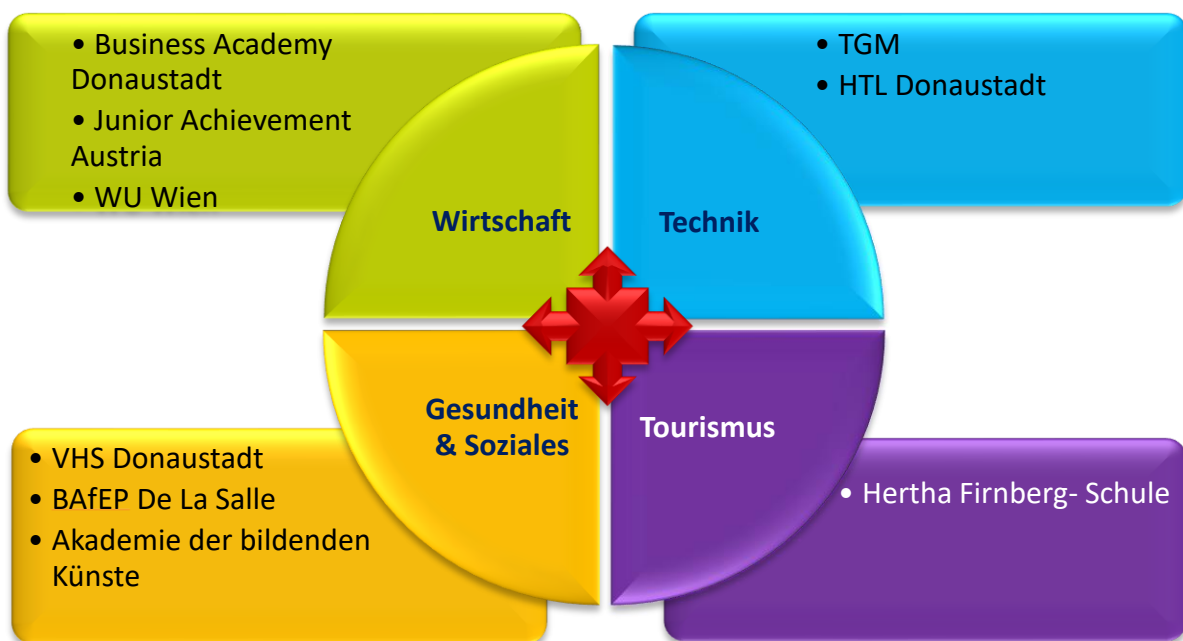 • Business Academy
Donaustadt
• Junior Achievement
Austria
• WU Wien
Wirtschaft
• TGM
• HTL Donaustadt
Technik
Gesundheit
& Soziales
• VHS Donaustadt
• BAfEP De La Salle
• Akademie der bildenden
Künste
Tourismus
• Hertha Firnberg- Schule